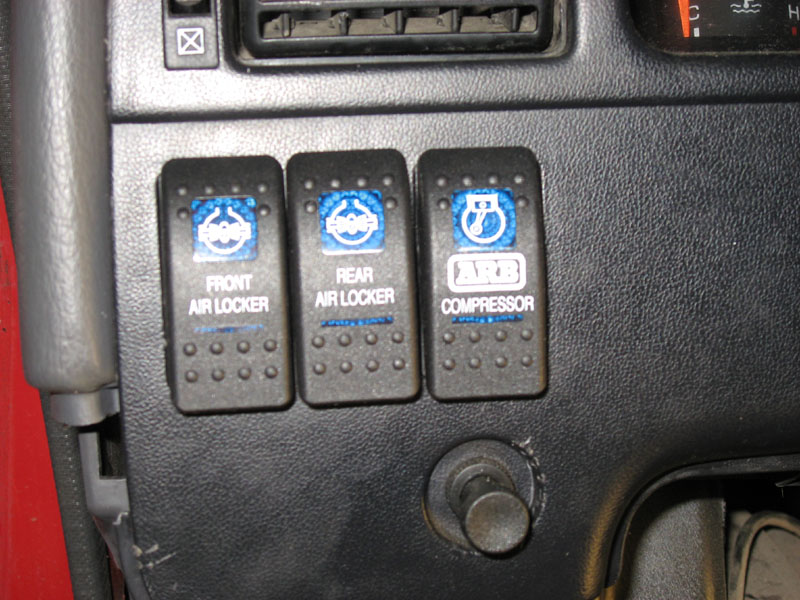 C
H
FRONT
AIR LOCKER
REAR
AIR LOCKER
ARB
COMPRESSOR